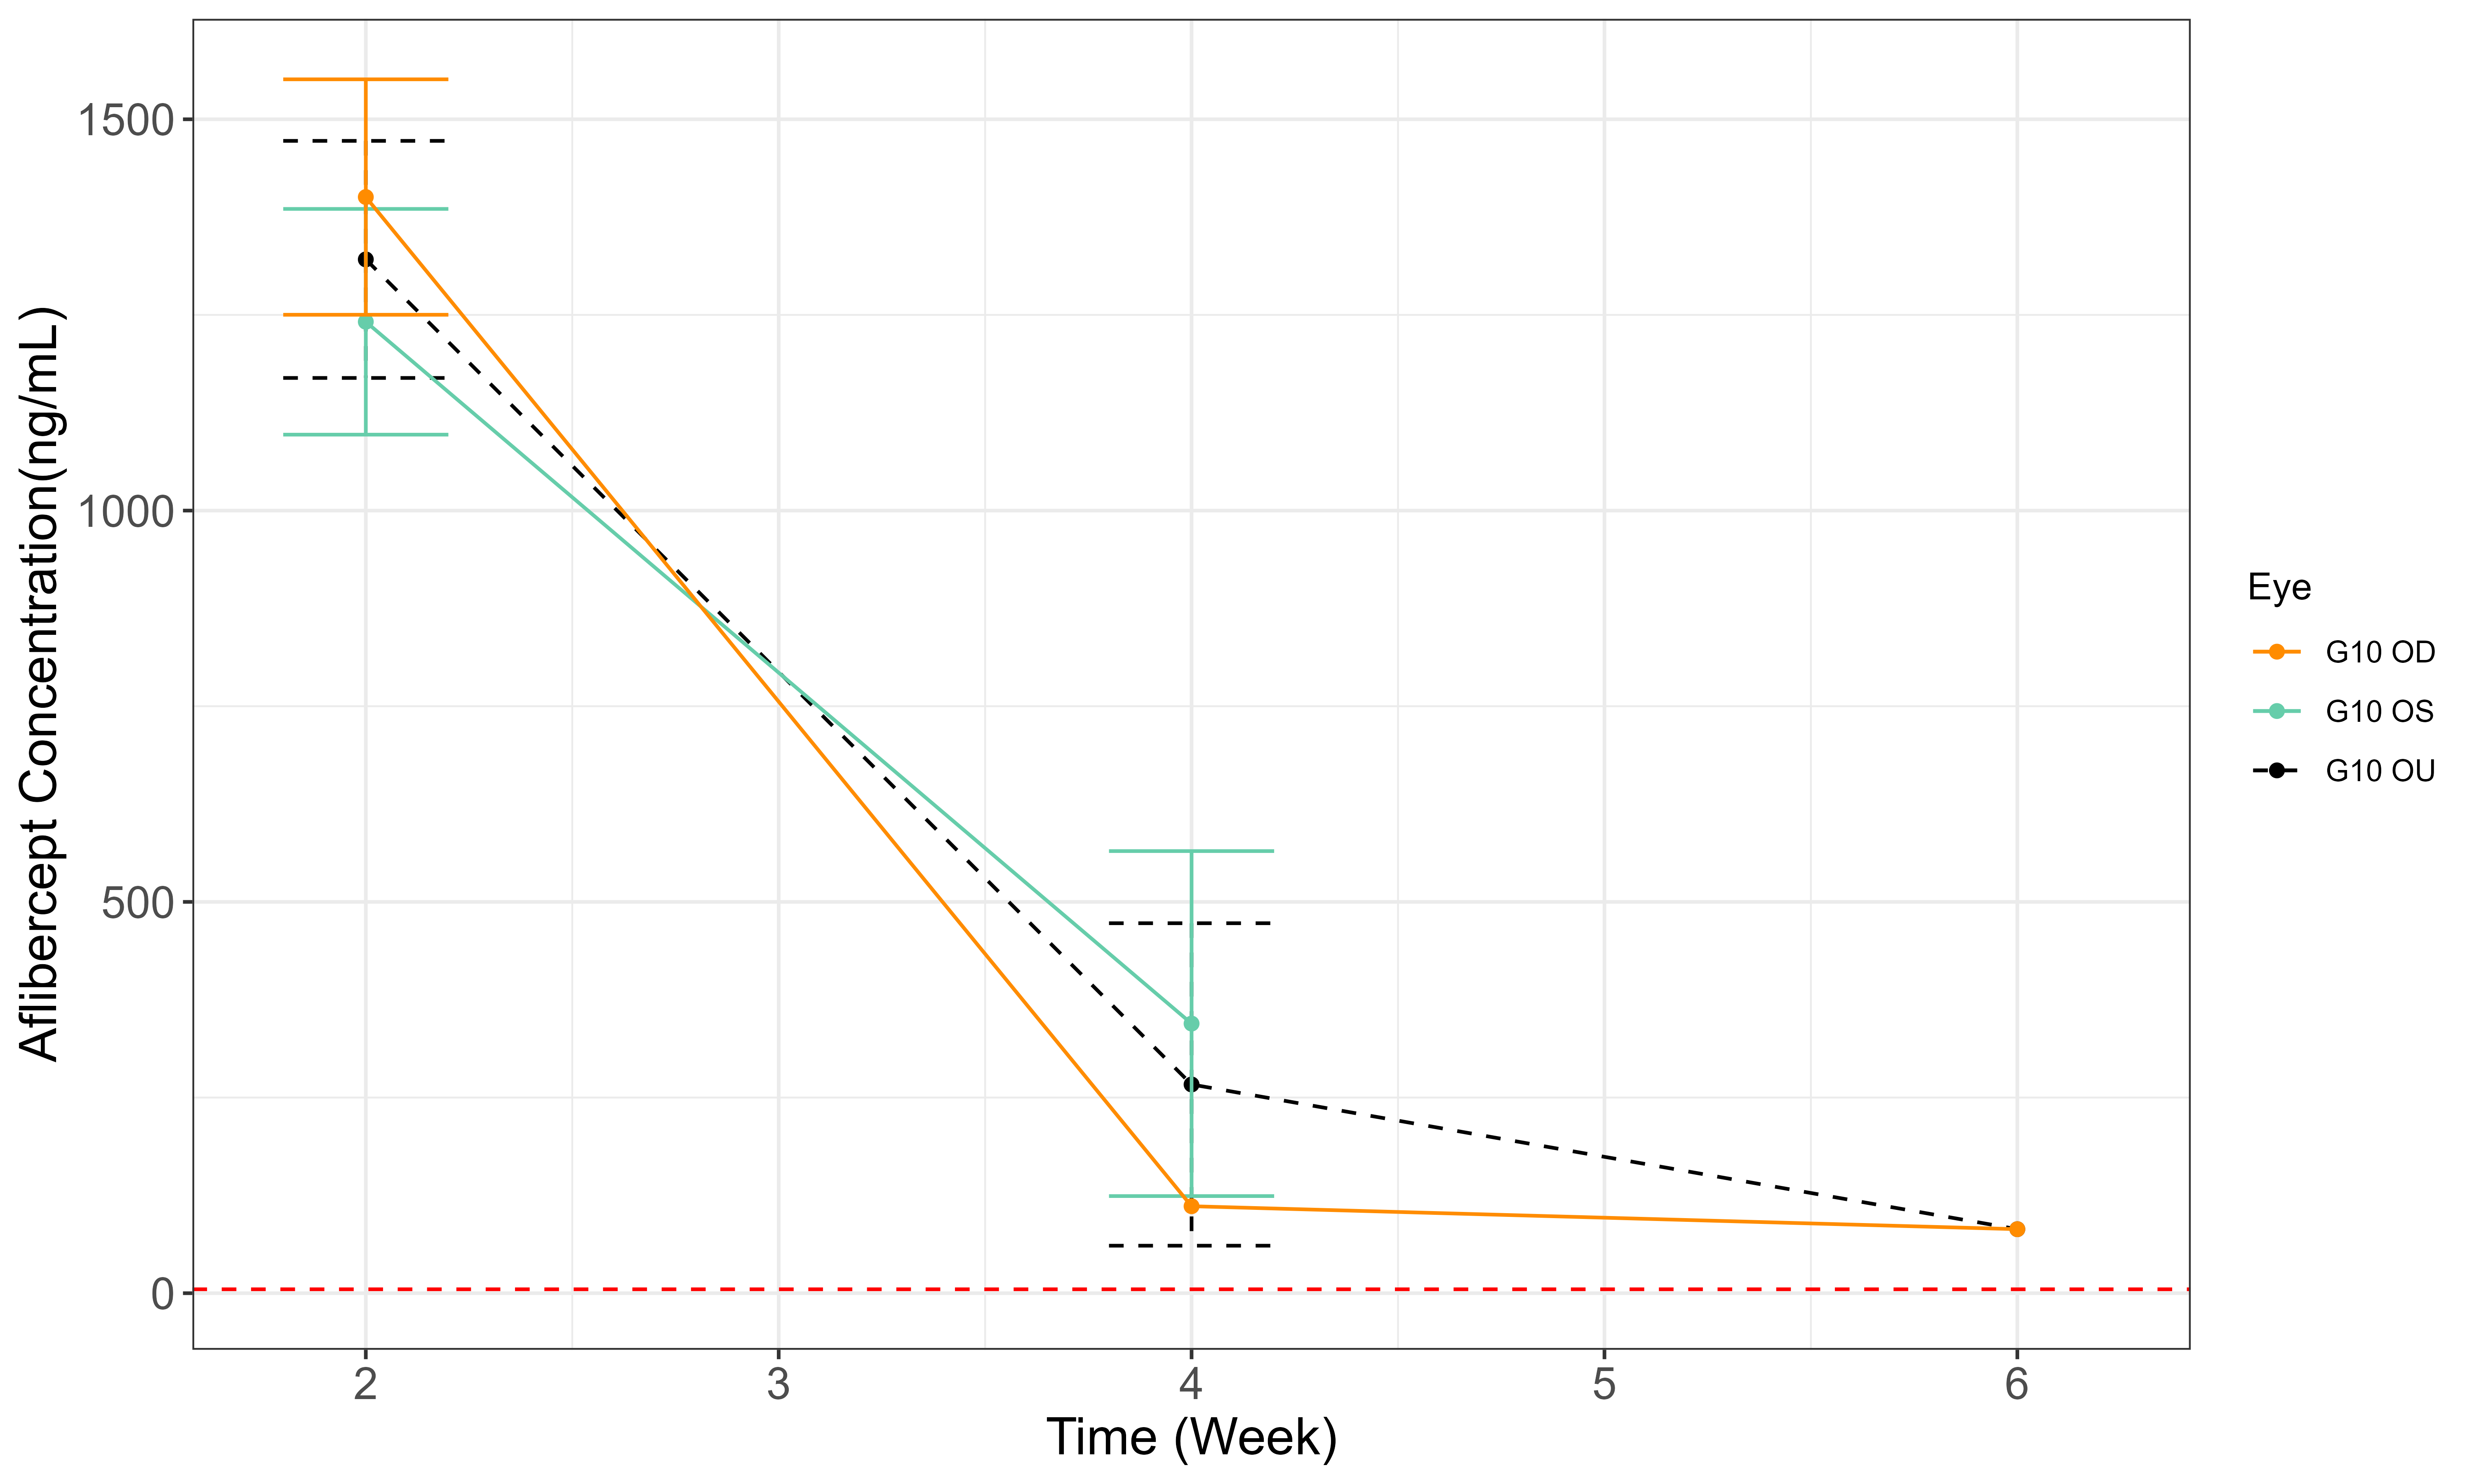 Aflibercept Concentration(ng/mL)
1500
1000
500
0
2
3
4
5
6
Time (Week)
Eye
G10 OD
G10 OS
G10 OU